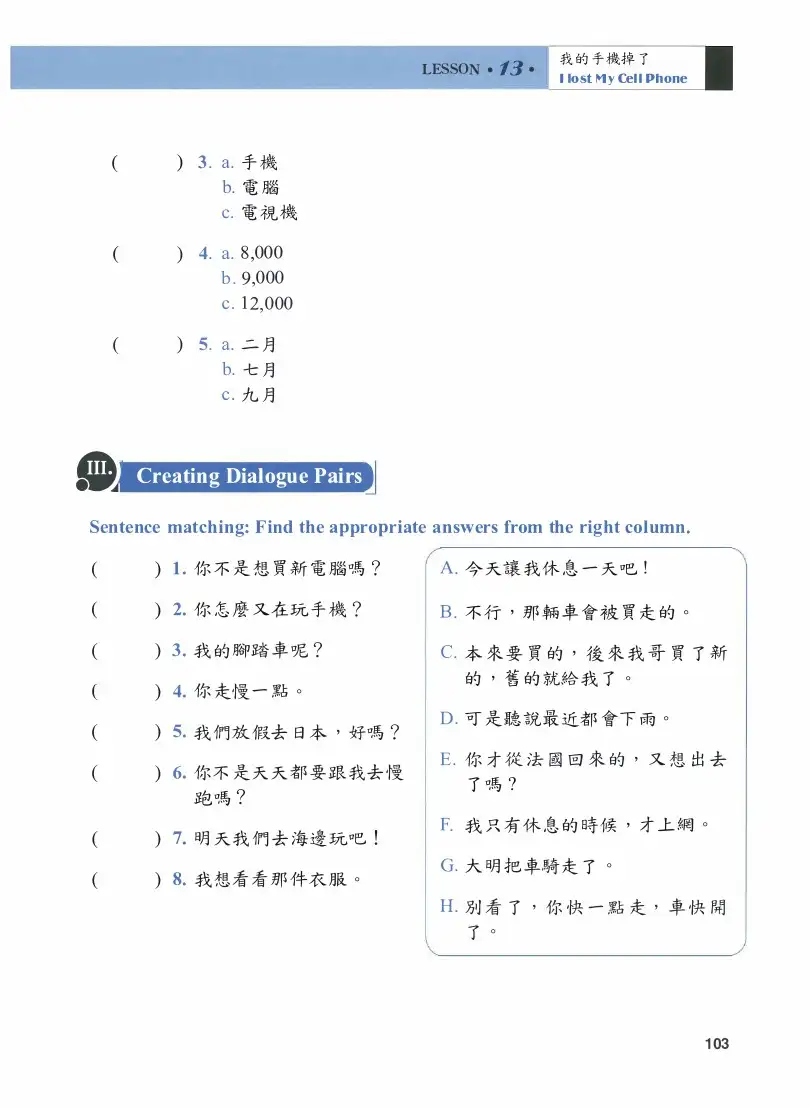 LESSON • 13 •
我的手機掉了
I lost My Cell Phone
( ) 3. a. 手機
b. 電腦
c. 電視機
( ) 4. a. 8,000
b. 9,000
c. 12,000
( ) 5. a. 二月
b. 七月
c. 九月
III. Creating Dialogue Pairs
Sentence matching: Find the appropriate answers from the right column.
( ) 1. 你不是想買新電腦嗎？
( ) 2. 你怎麼又在玩手機？
( ) 3. 我的腳踏車呢？
( ) 4. 你走慢一點。
( ) 5. 我們放假去日本，好嗎？
( ) 6. 你不是天天都要跟我去慢
跑嗎？
( ) 7. 明天我們去海邊玩吧！
( ) 8. 我想看看那件衣服。
A. 今天讓我休息一天吧！
B. 不行，那輛車會被買走的。
C. 本來要買的，後來我哥買了新
的，舊的就給我了。
D. 可是聽說最近都會下雨。
E. 你才從法國回來的，又想出去
了嗎？
F. 我只有休息的時候，才上網。
G. 大明把車騎走了。
H. 別看了，你快一點走，車快開
了。
103